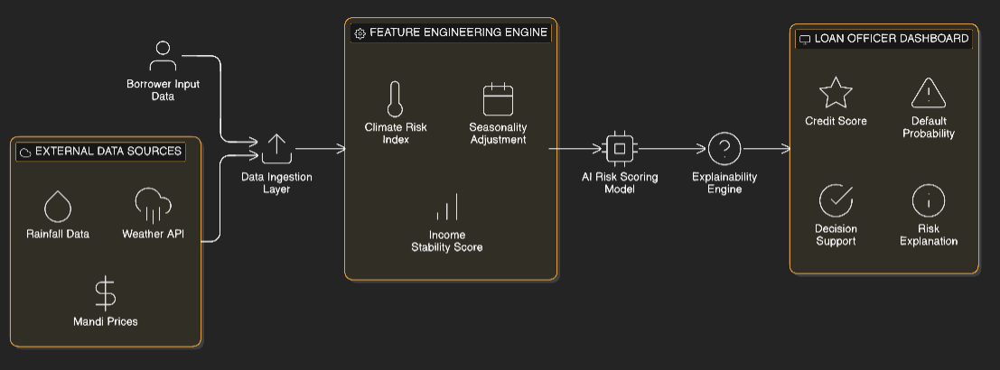 Borrower Input
Data
EXTERNAL DATA SOURCES
Rainfall Data
Weather API
Mandi Prices
Data Ingestion
Layer
FEATURE ENGINEERING ENGINE
Climate Risk
Index
Seasonality
Adjustment
Income
Stability Score
AI Risk Scoring
Model
Explainability
Engine
LOAN OFFICER DASHBOARD
Credit Score
Default
Probability
Decision
Support
Risk
Explanation